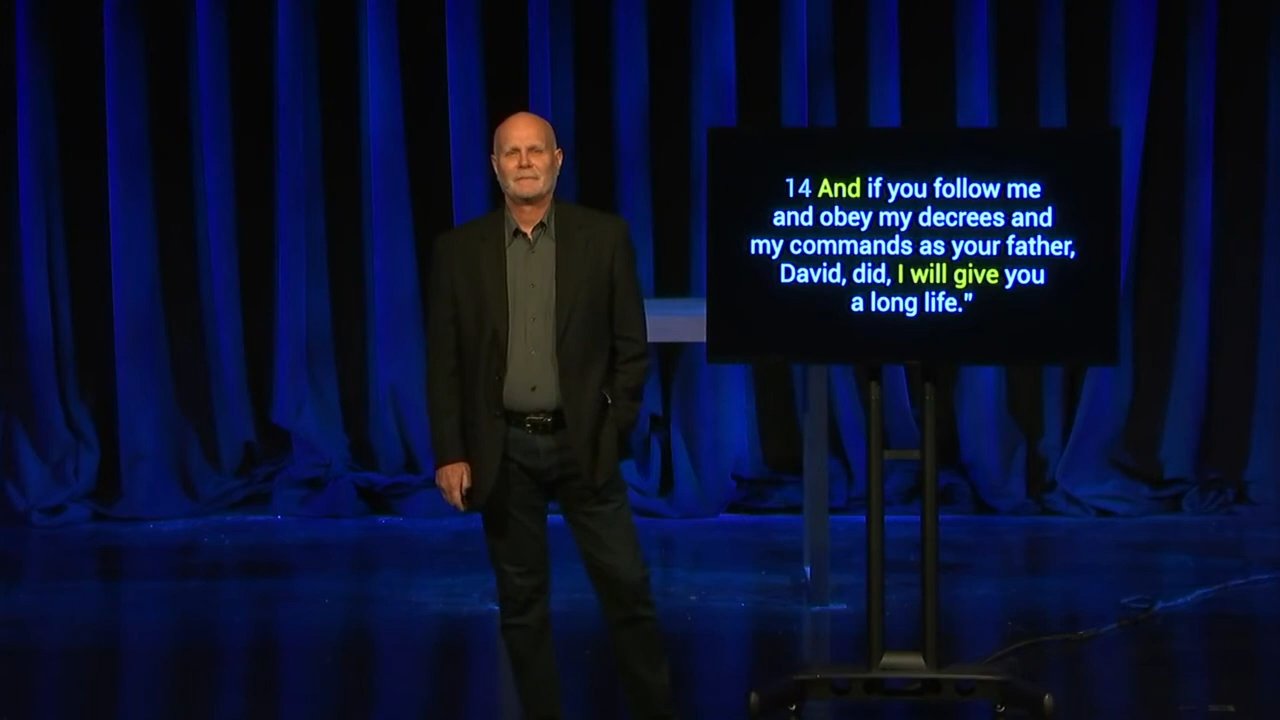 14 And if you follow me
and obey my decrees and
my commands as your father,
David, did, I will give you
a long life."